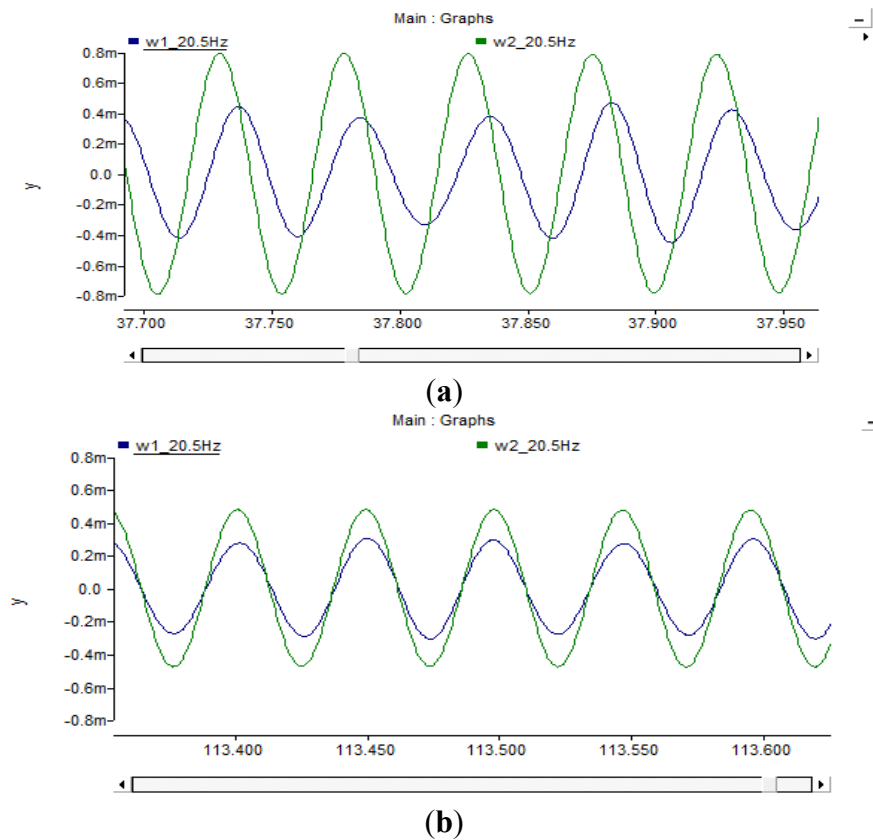 Main : Graphs
w1_20.5Hz w2_20.5Hz
0.8m
0.6m
0.4m
0.2m
0.0
-0.2m
-0.4m
-0.6m
-0.8m
y
37.700 37.750 37.800 37.850 37.900 37.950
(a)
Main : Graphs
w1_20.5Hz w2_20.5Hz
0.8m
0.6m
0.4m
0.2m
0.0
-0.2m
-0.4m
-0.6m
-0.8m
y
113.400 113.450 113.500 113.550 113.600
(b)